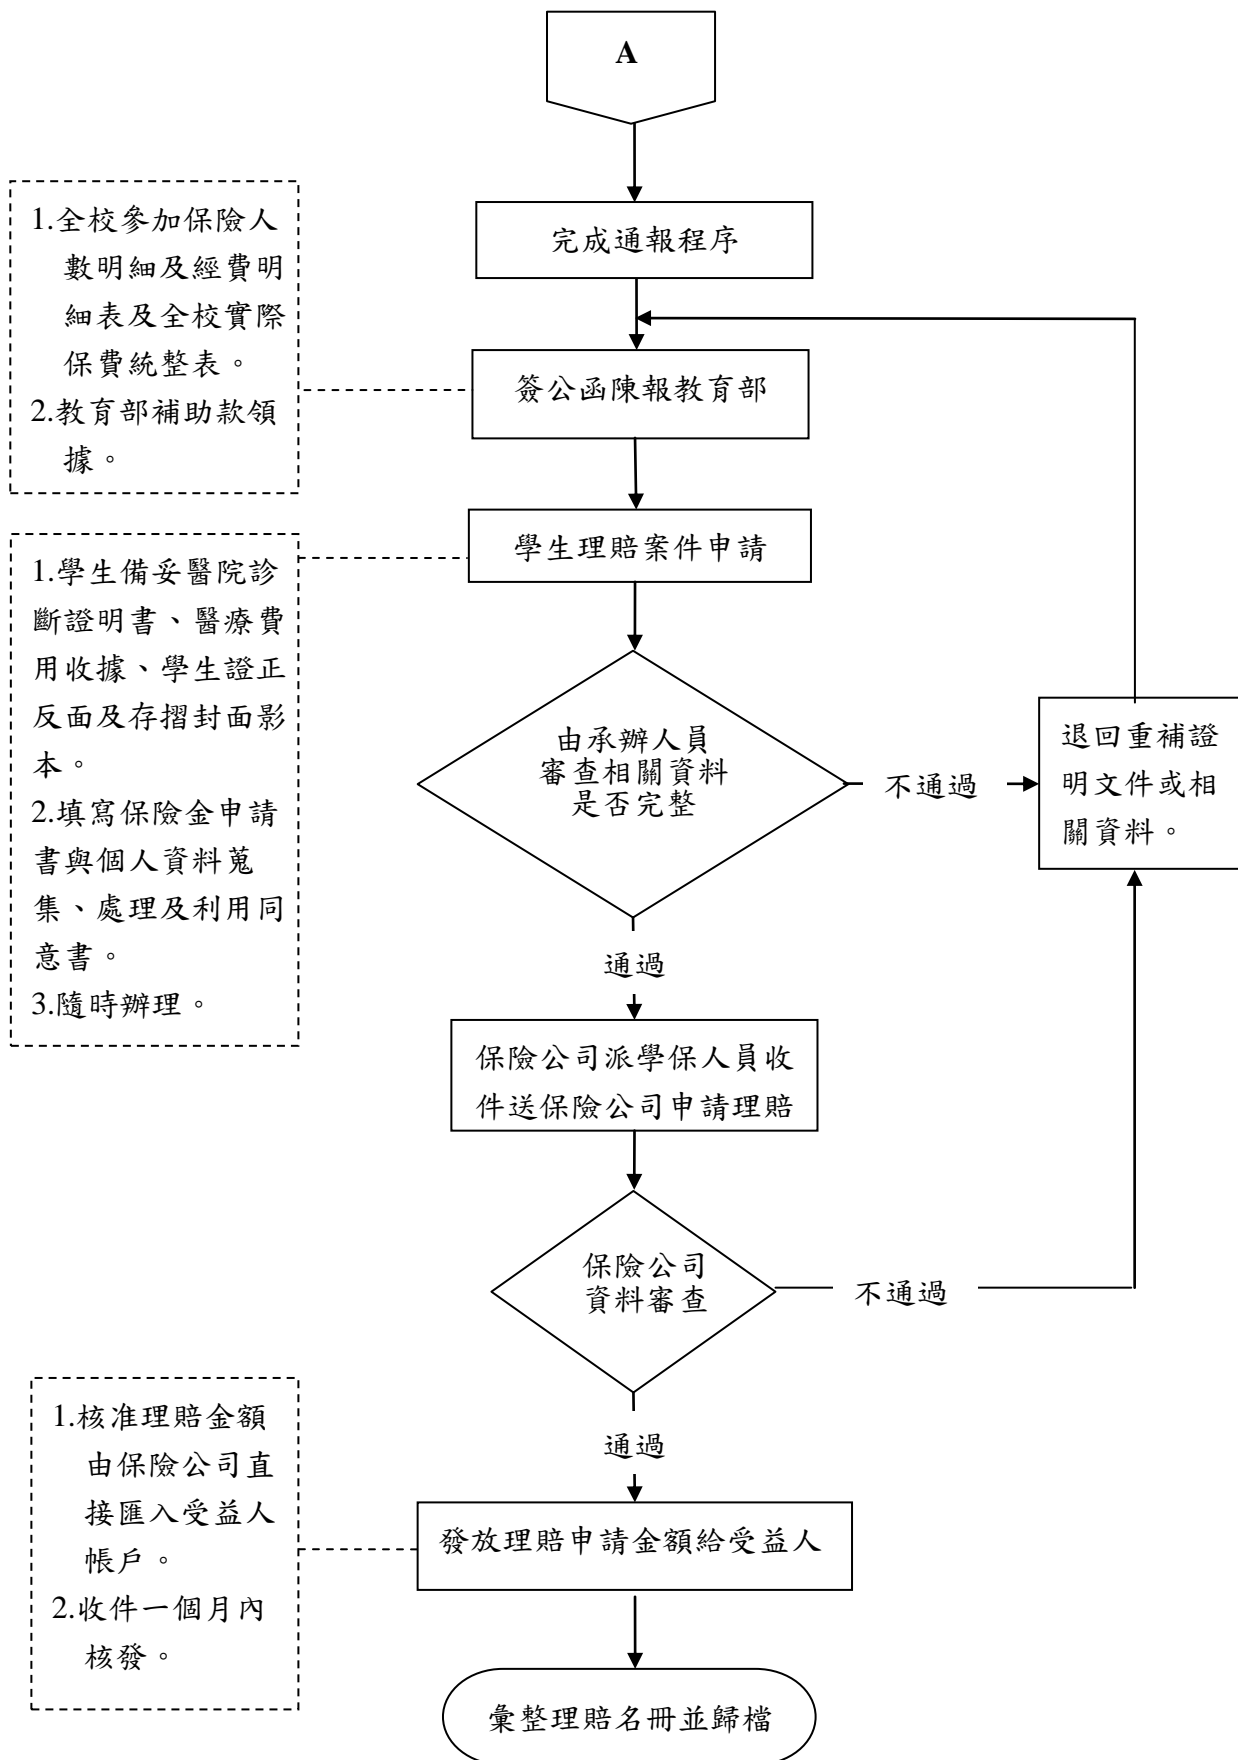 A
完成通報程序
1.全校參加保險人
數明細及經費明
細表及全校實際
保費統整表。
2.教育部補助款領
據。
簽公函陳報教育部
學生理賠案件申請
1.學生備妥醫院診
斷證明書、醫療費
用收據、學生證正
反面及存摺封面影
本。
2.填寫保險金申請
書與個人資料蒐
集、處理及利用同
意書。
3.隨時辦理。
由承辦人員
審查相關資料
是否完整
不通過
退回重補證
明文件或相
關資料。
通過
保險公司派學保人員收
件送保險公司申請理賠
保險公司
資料審查
不通過
通過
1.核准理賠金額
由保險公司直
接匯入受益人
帳戶。
2.收件一個月內
核發。
發放理賠申請金額給受益人
彙整理賠名冊並歸檔